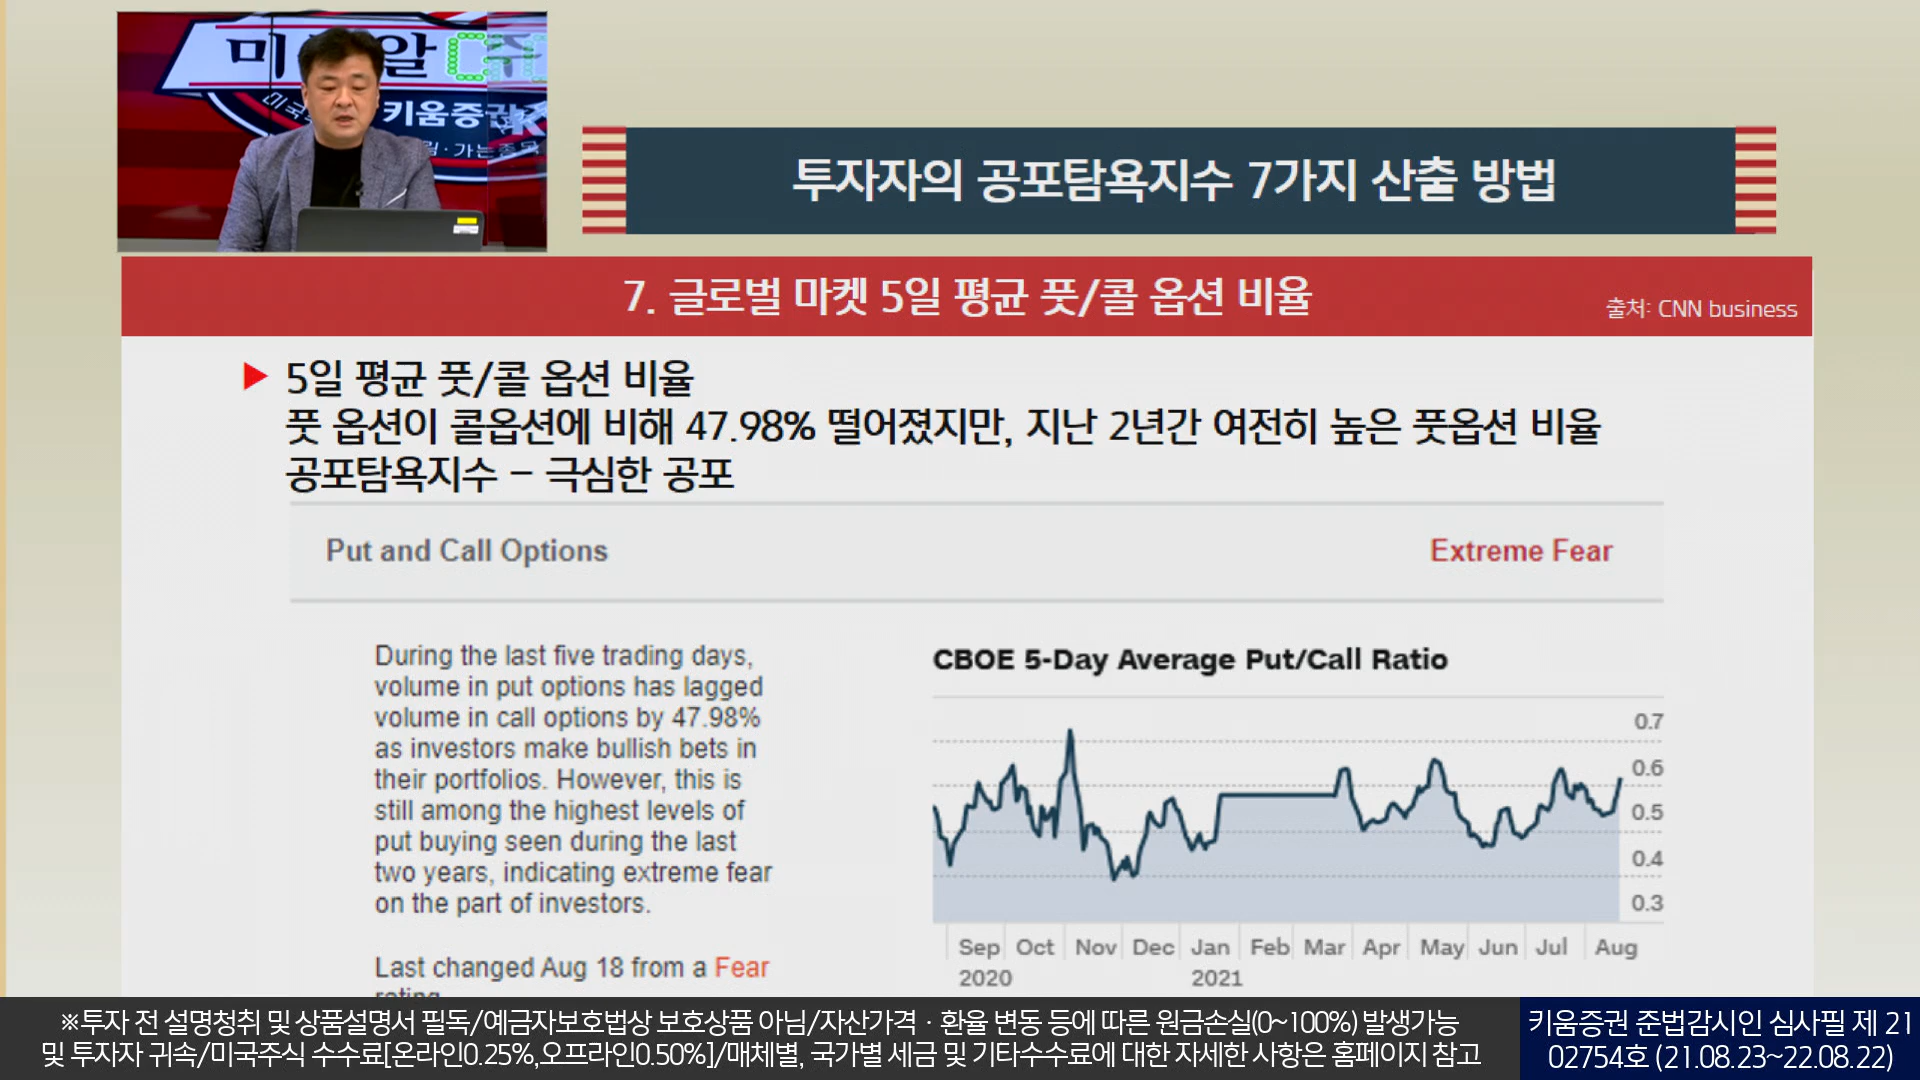 키움증권
투자자의 공포탐욕지수 7가지 산출 방법
7. 글로벌 마켓 5일 평균 풋/콜 옵션 비율
출처: CNN business
▶ 5일 평균 풋/콜 옵션 비율
풋 옵션이 콜옵션에 비해 47.98% 떨어졌지만, 지난 2년간 여전히 높은 풋옵션 비율
공포탐욕지수 – 극심한 공포
Put and Call Options
Extreme Fear
During the last five trading days,
volume in put options has lagged
volume in call options by 47.98%
as investors make bullish bets in
their portfolios. However, this is
still among the highest levels of
put buying seen during the last
two years, indicating extreme fear
on the part of investors.
Last changed Aug 18 from a Fear
CBOE 5-Day Average Put/Call Ratio
0.7
0.6
0.5
0.4
0.3
Sep Oct Nov Dec Jan Feb Mar Apr May Jun Jul Aug
2020 2021
※투자 전 설명청취 및 상품설명서 필독/예금자보호법상 보호상품 아님/자산가격 · 환율 변동 등에 따른 원금손실(0~100%) 발생가능
및 투자자 귀속/미국주식 수수료[온라인0.25%,오프라인0.50%]/매체별, 국가별 세금 및 기타수수료에 대한 자세한 사항은 홈페이지 참고
키움증권 준법감시인 심사필 제 21
02754호 (21.08.23~22.08.22)